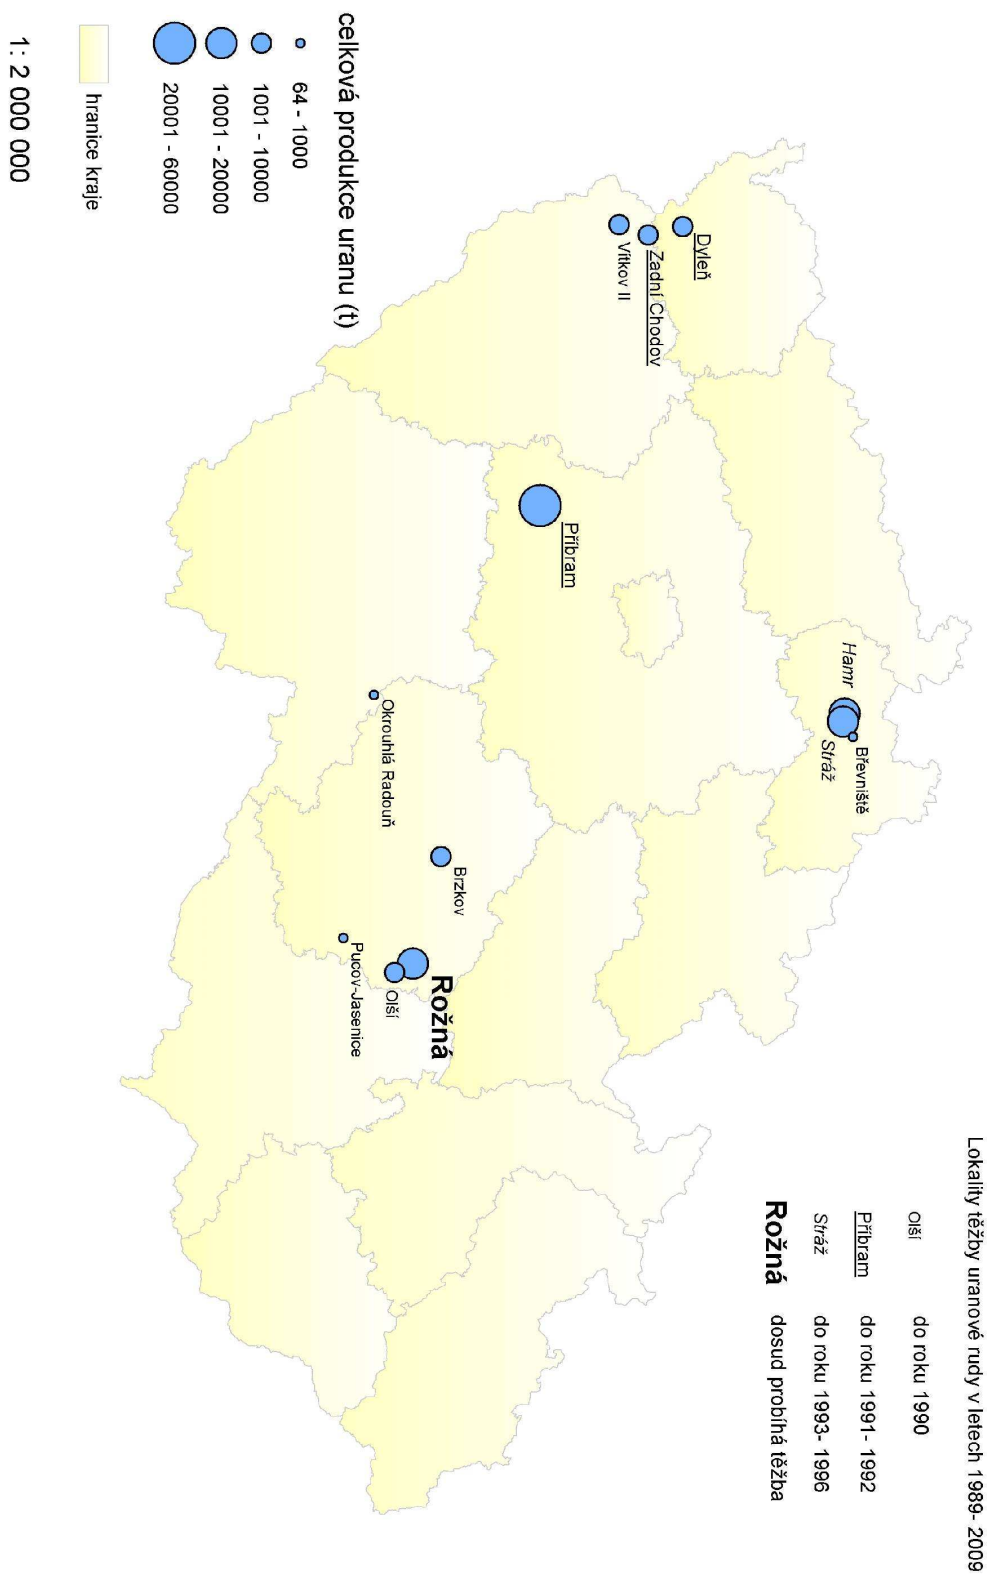 Lokality těžby uranové rudy v letech 1989- 2009
Olší do roku 1990
Příbram do roku 1991- 1992
Stráž do roku 1993- 1996
Rožná dosud probíhá těžba
Hamr
Břevniště
Stráž
Dyleň
Zadní Chodov
Vítkov II
Příbram
Brzkov
Rožná
Olší
Okrouhlá Radouň
Pucov-Jasenice
celková produkce uranu (t)
64 - 1000
1001 - 10000
10001 - 20000
20001 - 60000
hranice kraje
1: 2 000 000